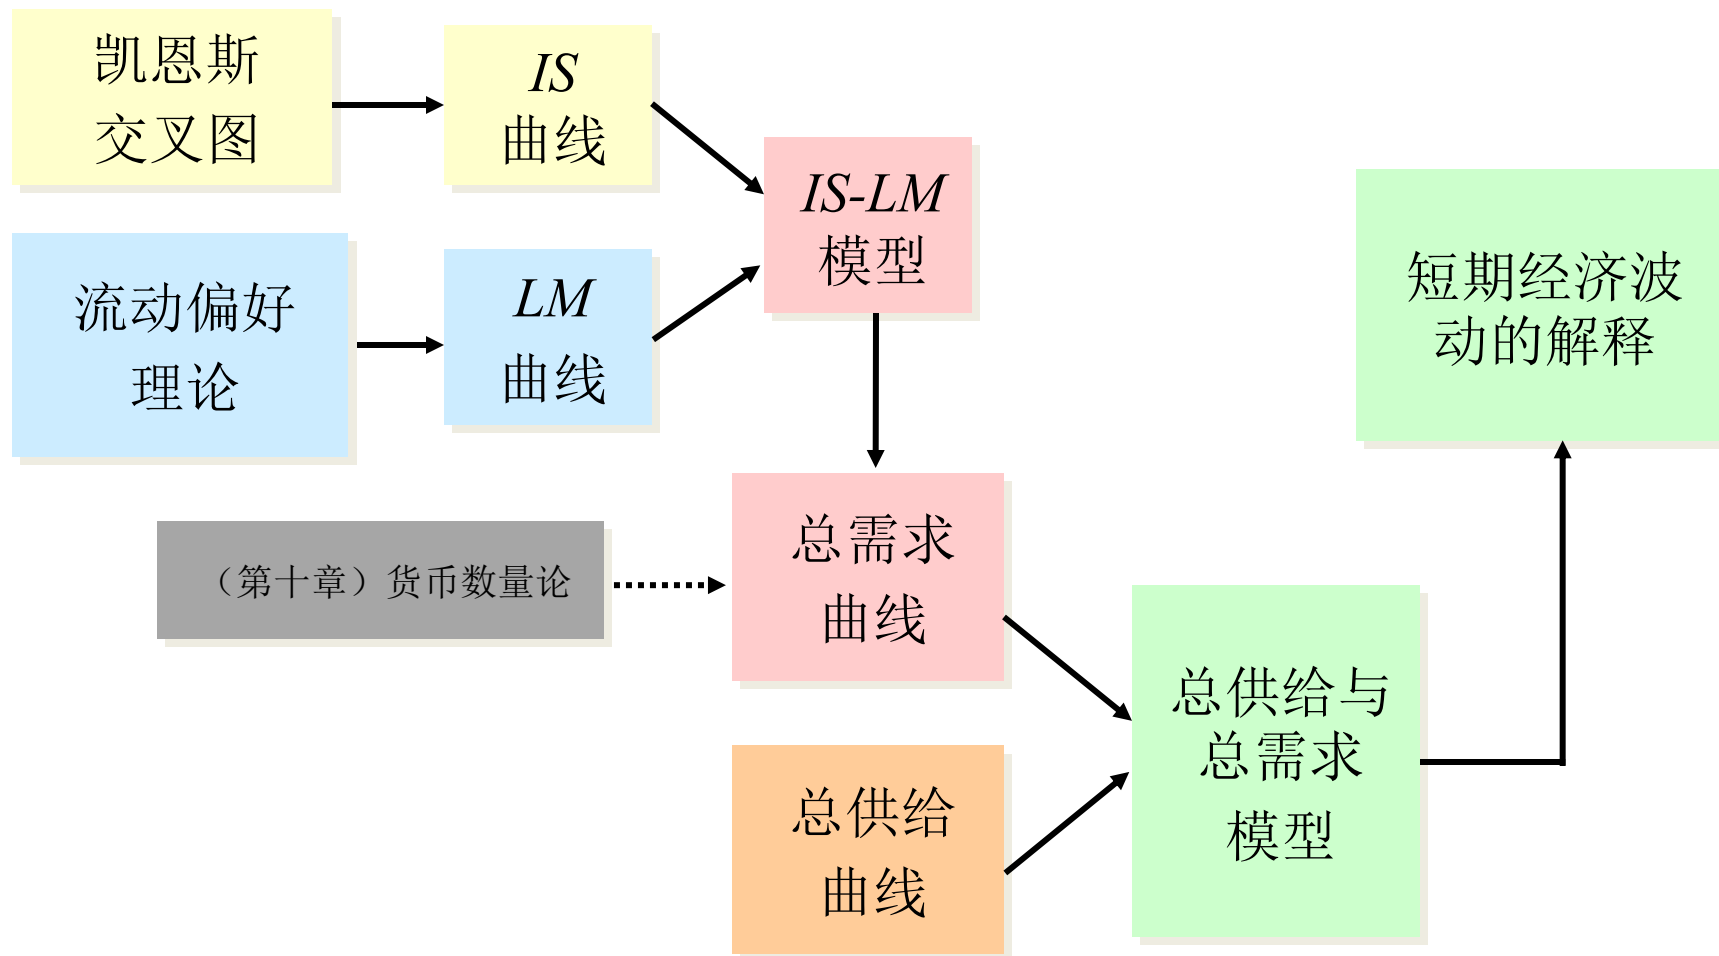 凯恩斯
交叉图
IS
曲线
IS-LM
模型
流动偏好
理论
LM
曲线
短期经济波
动的解释
总需求
曲线
（第十章）货币数量论
总供给与
总需求
模型
总供给
曲线